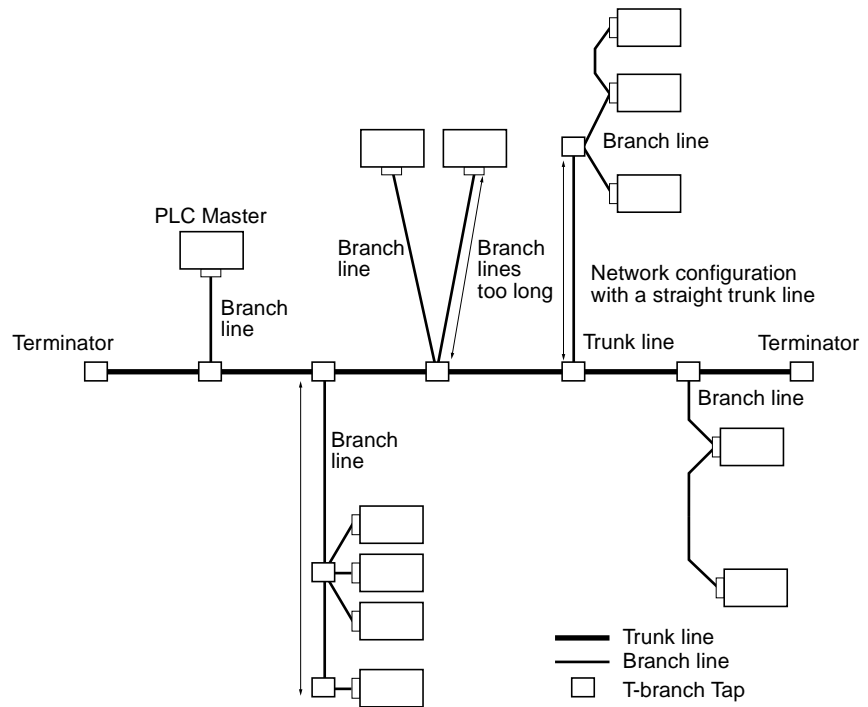 Branch line
PLC Master
Branch
line
Branch
lines
too long
Network configuration
with a straight trunk line
Branch
line
Terminator
Trunk line
Terminator
Branch line
Branch
line
Trunk line
Branch line
T-branch Tap